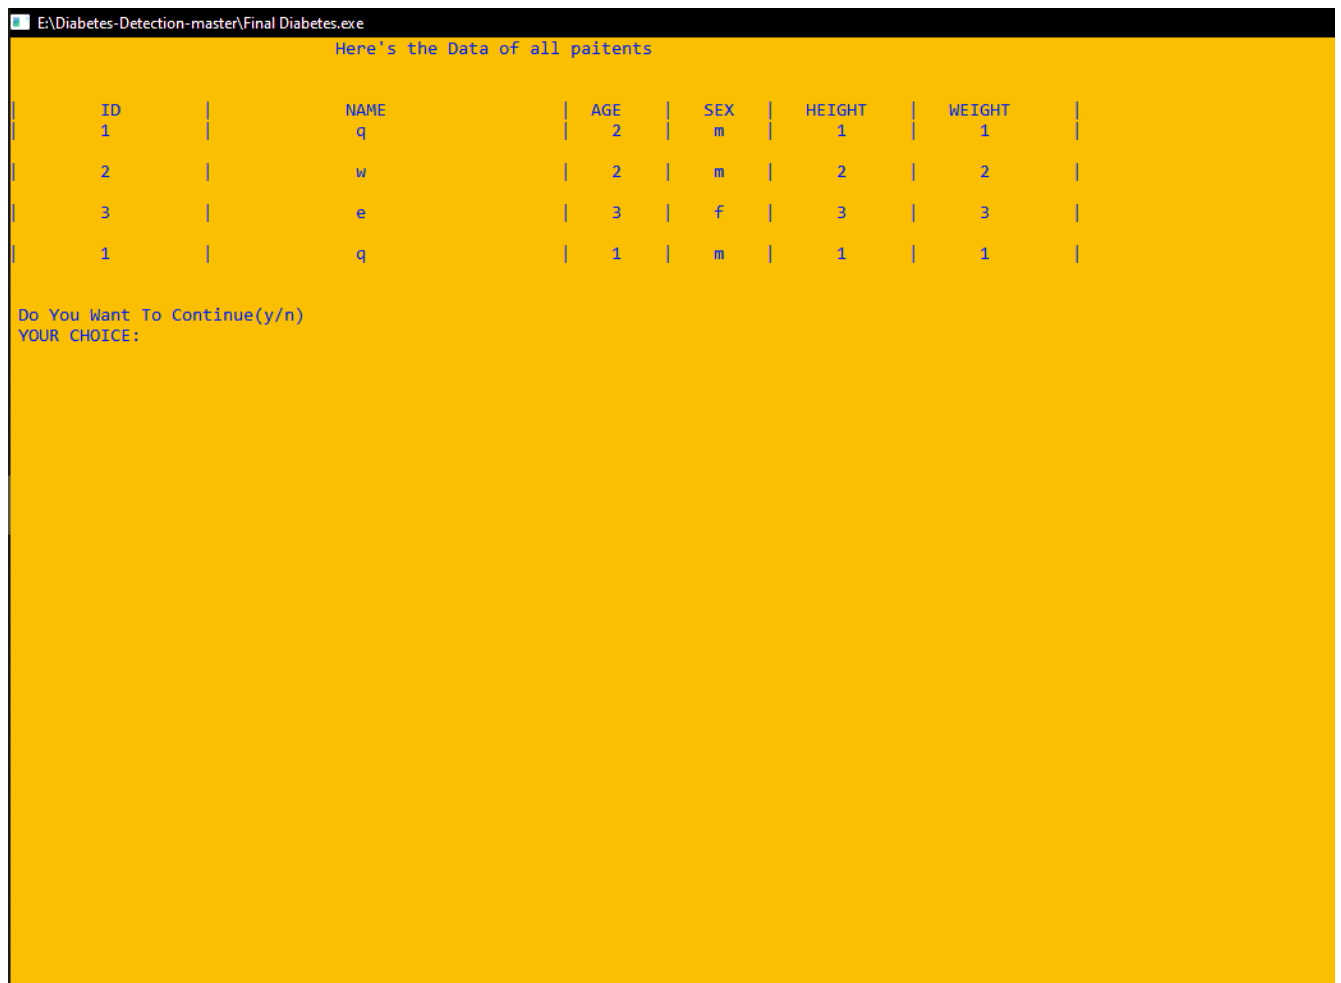 E:\Diabetes-Detection-master\Final Diabetes.exe
Here's the Data of all paitents
| ID | NAME | AGE | SEX | HEIGHT | WEIGHT |
| 1 | q | 2 | m | 1 | 1 |
| 2 | w | 2 | m | 2 | 2 |
| 3 | e | 3 | f | 3 | 3 |
| 1 | q | 1 | m | 1 | 1 |
Do You Want To Continue(y/n)
YOUR CHOICE: